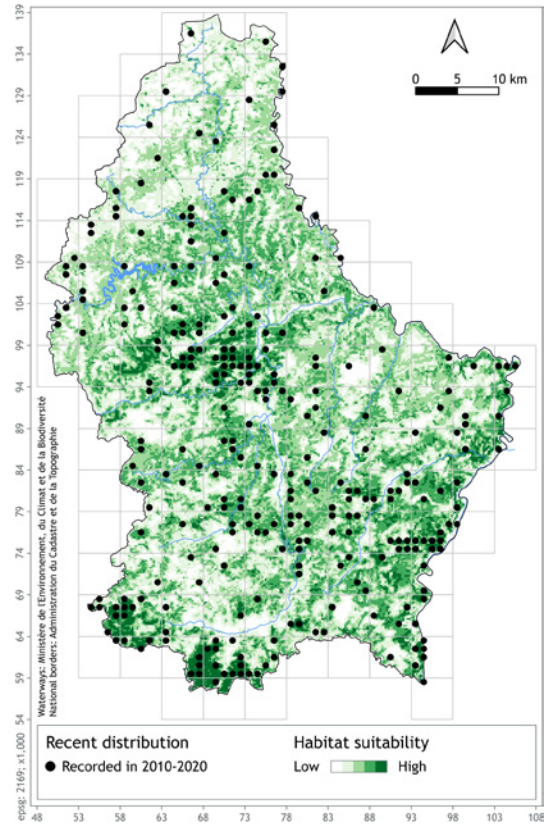 139
134
129
124
119
114
109
104
99
94
89
84
79
74
69
64
59
54
0 5 10 km
Waterways: Ministère de l'Environnement, du Climat et de la Biodiversité
National borders: Administration du Cadastre et de la Topographie
epsg: 2169; x1,000
Recent distribution
Recorded in 2010-2020
Habitat suitability
Low High
48 53 58 63 68 73 78 83 88 93 98 103 108